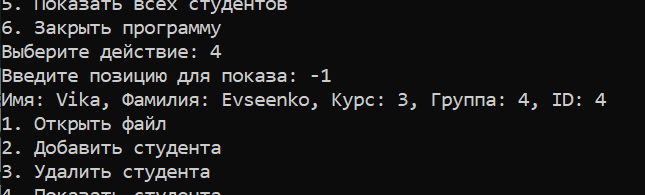 5. Показать всех студентов
6. Закрыть программу
Выберите действие: 4
Введите позицию для показа: -1
Имя: Vika, Фамилия: Evseenko, Курс: 3, Группа: 4, ID: 4
1. Открыть файл
2. Добавить студента
3. Удалить студента
4. Показать студента